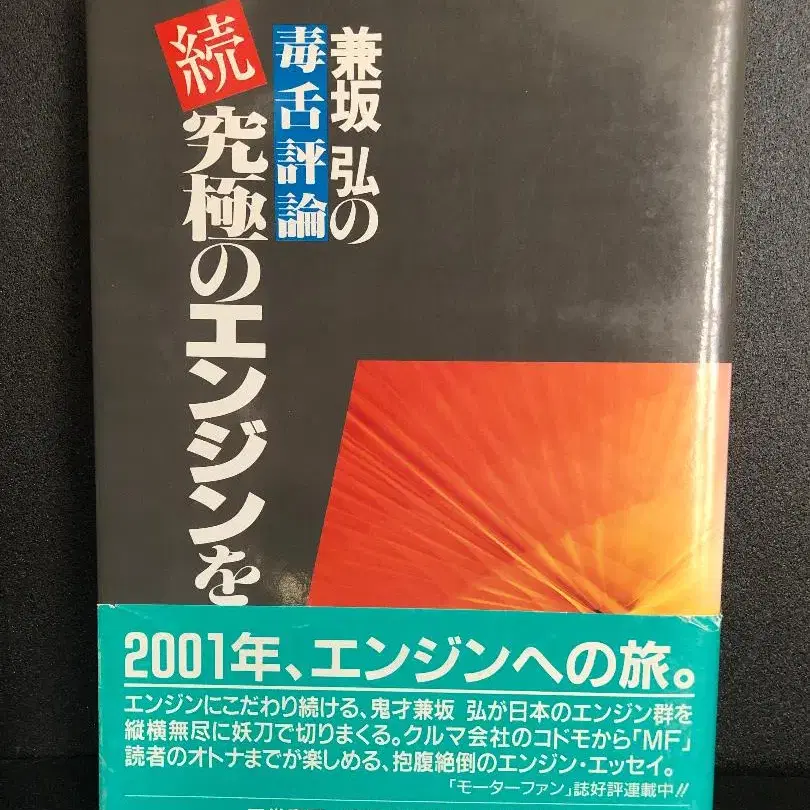 兼坂 弘の
毒舌評論
続
究極のエンジンを
2001年、エンジンへの旅。
エンジンにこだわり続ける、鬼才兼坂 弘が日本のエンジン群を
縦横無尽に妖刀で切りまくる。クルマ会社のコドモから「MF」
読者のオトナまでが楽しめる、抱腹絶倒のエンジン・エッセイ。
「モーターファン」誌好評連載中!!